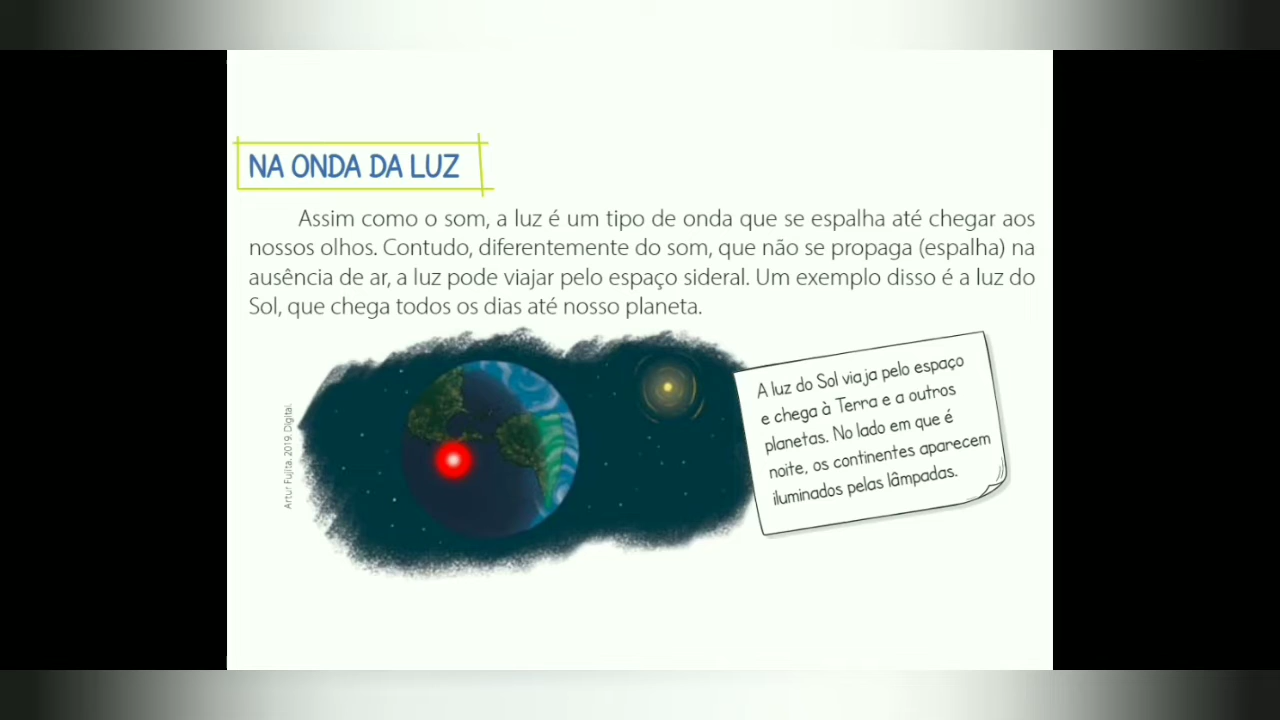 NA ONDA DA LUZ
Assim como o som, a luz é um tipo de onda que se espalha até chegar aos
nossos olhos. Contudo, diferentemente do som, que não se propaga (espalha) na
ausência de ar, a luz pode viajar pelo espaço sideral. Um exemplo disso é a luz do
Sol, que chega todos os dias até nosso planeta.
Artur Fujita. 2019. Digital.
A luz do Sol viaja pelo espaço
e chega à Terra e a outros
planetas. No lado em que é
noite, os continentes aparecem
iluminados pelas lâmpadas.